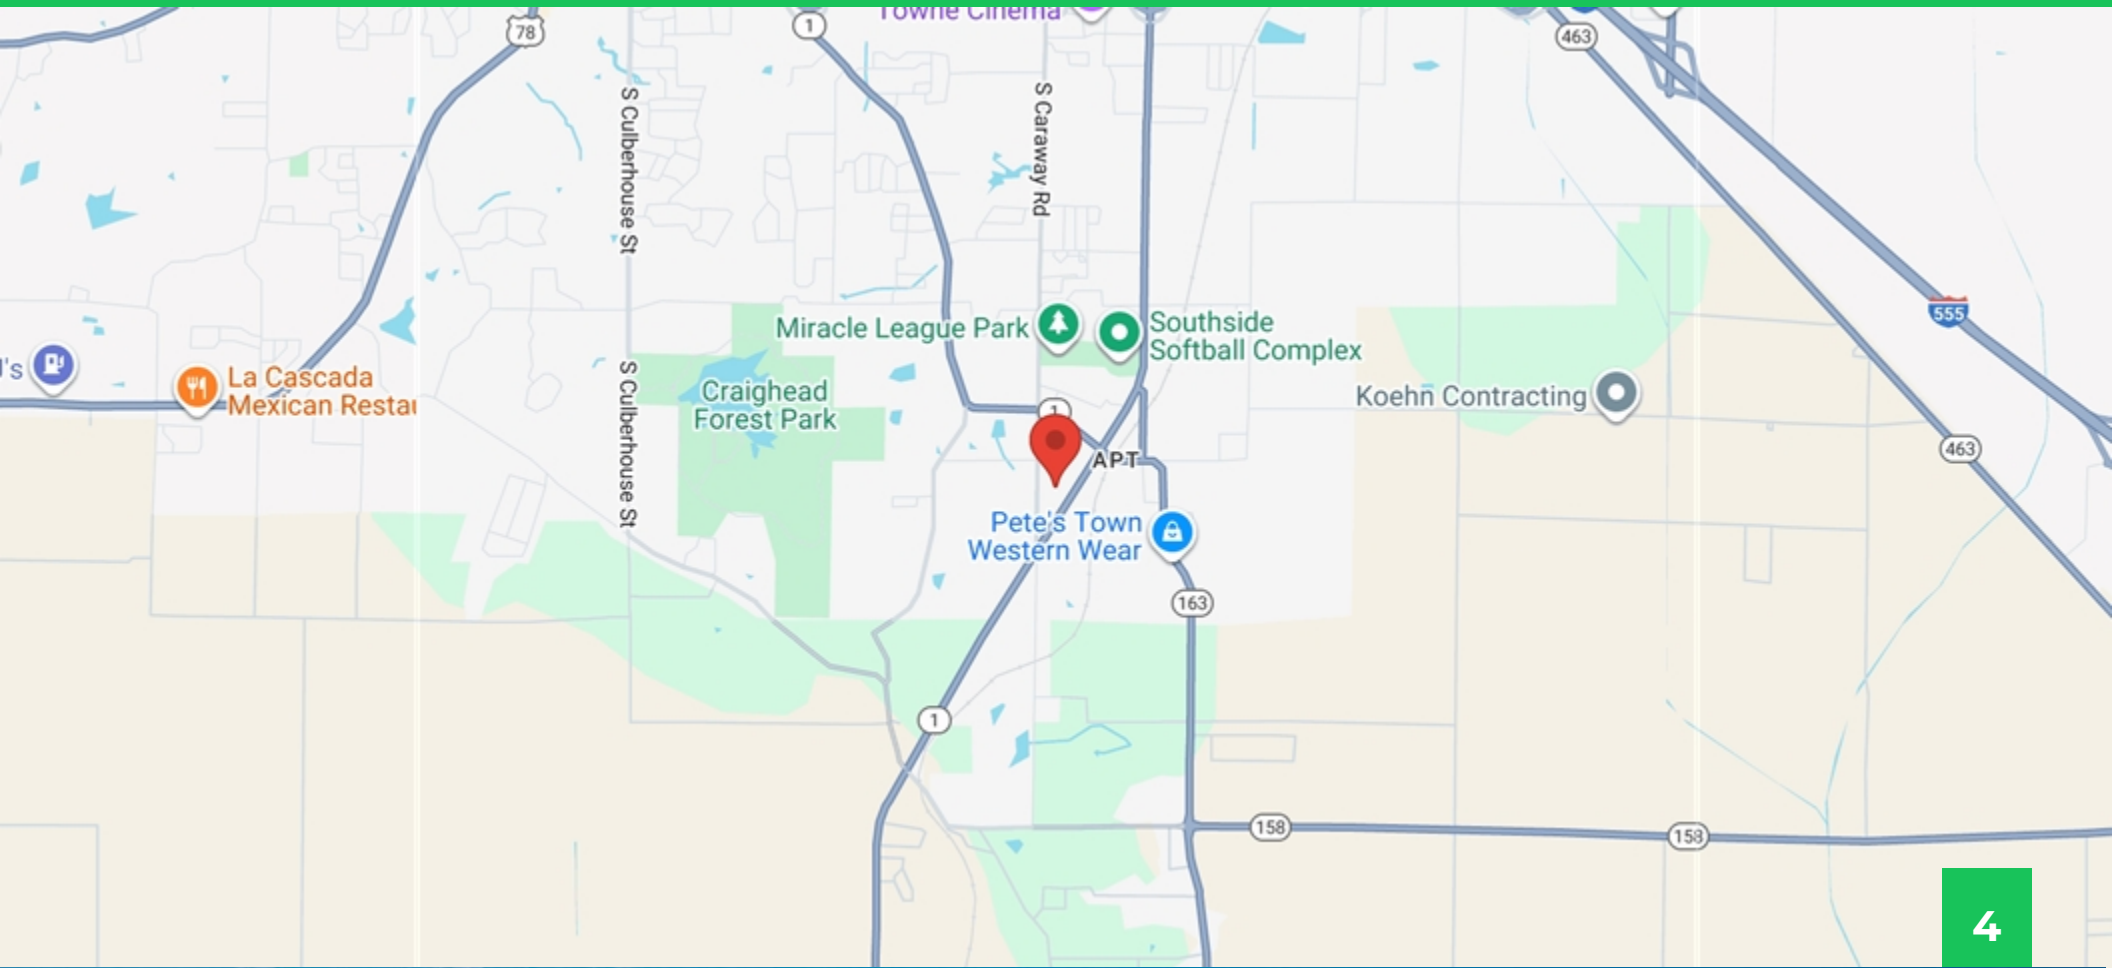 Towne Cinema
78
1
463
S Culberhouse St
S Caraway Rd
555
Miracle League Park
Southside
Softball Complex
's
La Cascada
Mexican Restau
Craighead
Forest Park
S Culberhouse St
Koehn Contracting
1
463
APT
Pete's Town
Western Wear
163
1
158
158
4